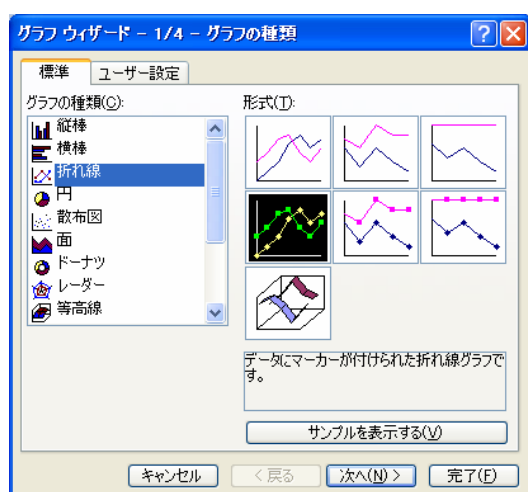 グラフ ウィザード - 1/4 - グラフの種類
標準
ユーザー設定
グラフの種類(C):
縦棒
横棒
折れ線
円
散布図
面
ドーナツ
レーダー
等高線
形式(T):
データにマーカーが付けられた折れ線グラフで
す。
サンプルを表示する(V)
キャンセル
< 戻る
次へ(N) >
完了(F)